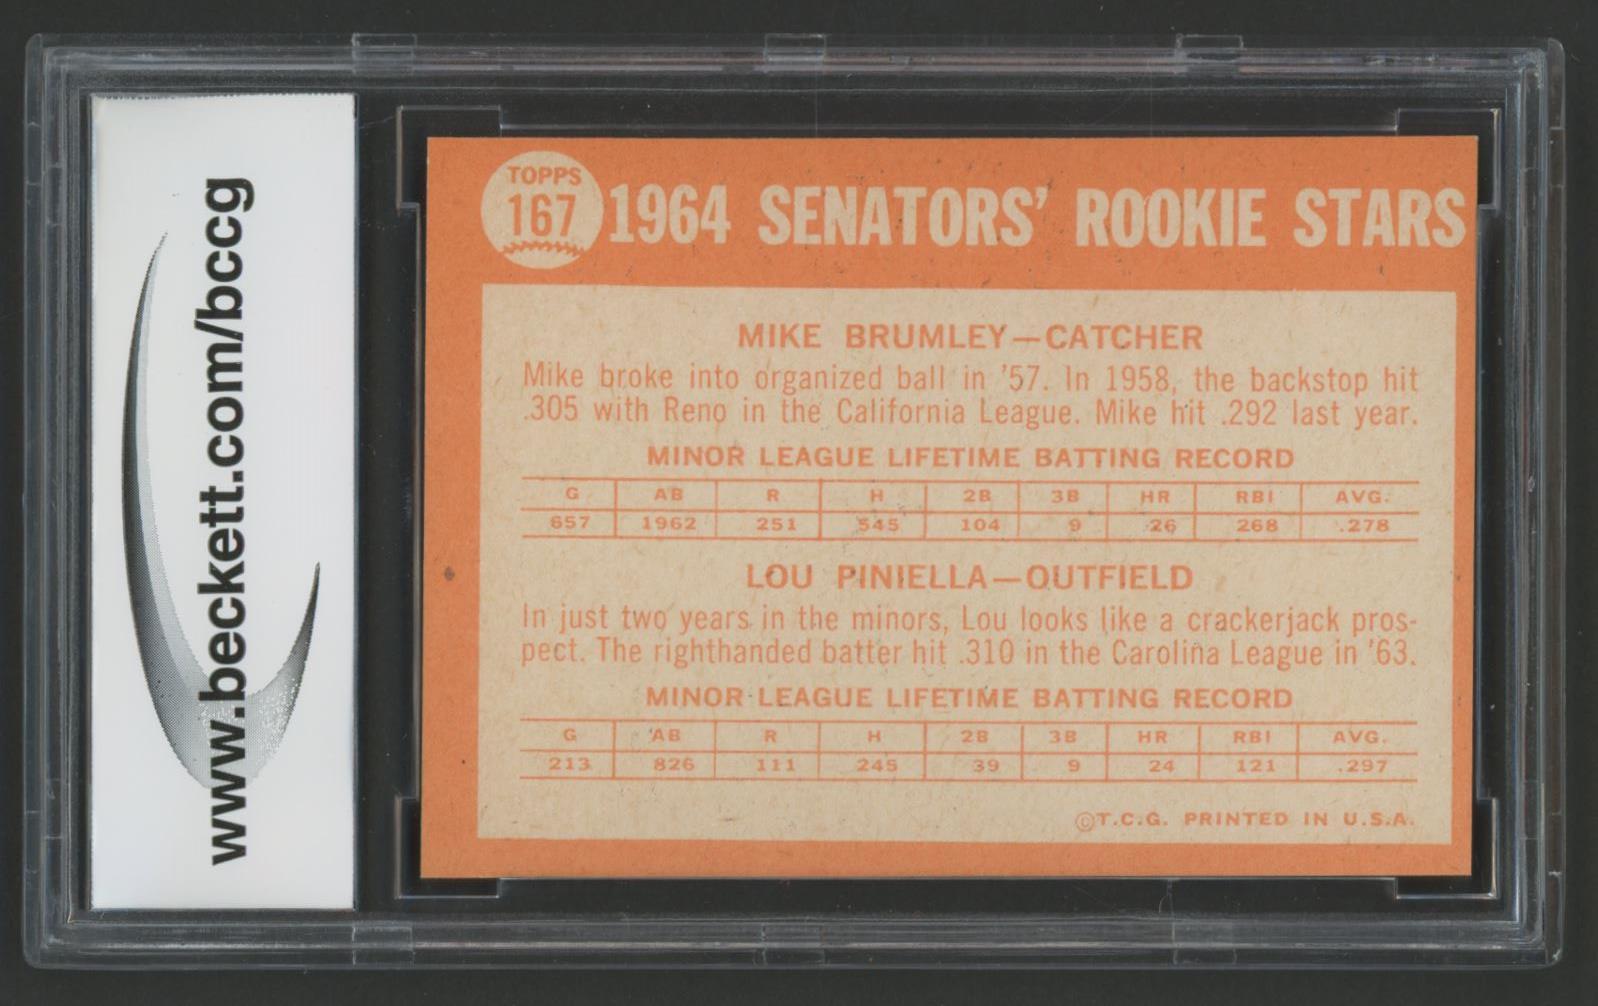 www.beckett.com/bccg
TOPPS
167
1964 SENATORS' ROOKIE STARS
MIKE BRUMLEY—CATCHER
Mike broke into organized ball in '57. In 1958, the backstop hit
.305 with Reno in the California League. Mike hit .292 last year.
MINOR LEAGUE LIFETIME BATTING RECORD
G AB R H 2B 3B HR RBI AVG.
657 1962 251 545 104 9 26 268 .278
LOU PINIELLA—OUTFIELD
In just two years in the minors, Lou looks like a crackerjack pros-
pect. The righthanded batter hit .310 in the Carolina League in '63.
MINOR LEAGUE LIFETIME BATTING RECORD
G AB R H 2B 3B HR RBI AVG.
213 826 111 245 39 9 24 121 .297
©T.C.G. PRINTED IN U.S.A.